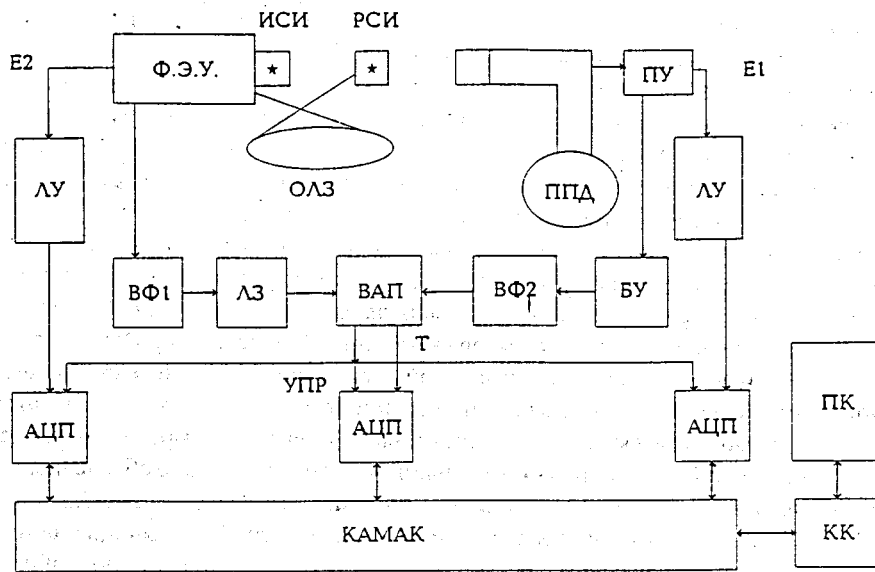 ИСИ РСИ
Е2 Ф.Э.У. ПУ Е1
ЛУ ОЛЗ ППД ЛУ
ВФ1 ЛЗ ВАП ВФ2 БУ
Т
УПР
АЦП АЦП АЦП ПК
КАМАК КК